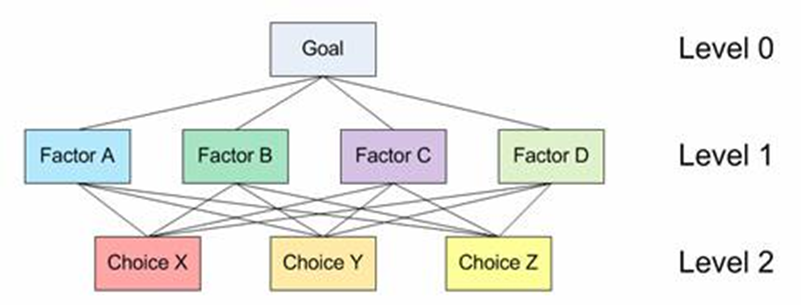 Goal
Level 0
Factor A
Factor B
Factor C
Factor D
Level 1
Choice X
Choice Y
Choice Z
Level 2